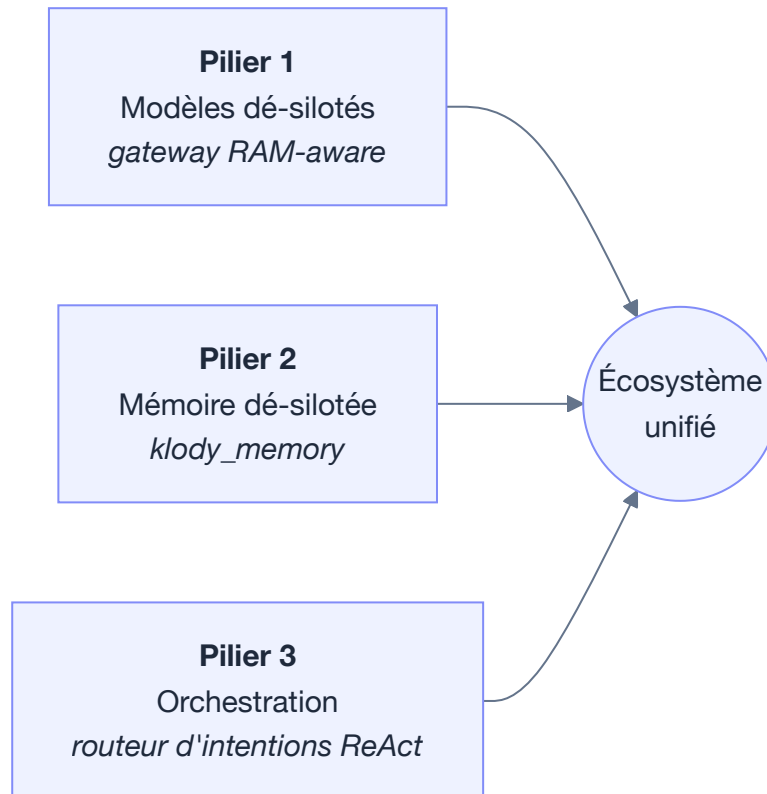 Pilier 1
Modèles dé-silotés
gateway RAM-aware
Pilier 2
Mémoire dé-silotée
klody_memory
Écosystème
unifié
Pilier 3
Orchestration
routeur d'intentions ReAct